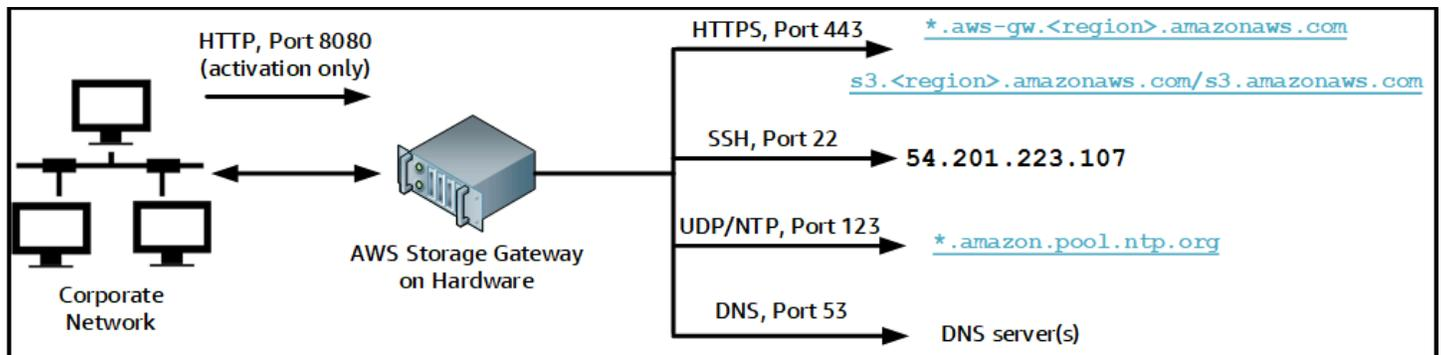 HTTP, Port 8080
(activation only)
Corporate
Network
AWS Storage Gateway
on Hardware
HTTPS, Port 443
*.aws-gw.<region>.amazonaws.com
s3.<region>.amazonaws.com/s3.amazonaws.com
SSH, Port 22
54.201.223.107
UDP/NTP, Port 123
*.amazon.pool.ntp.org
DNS, Port 53
DNS server(s)